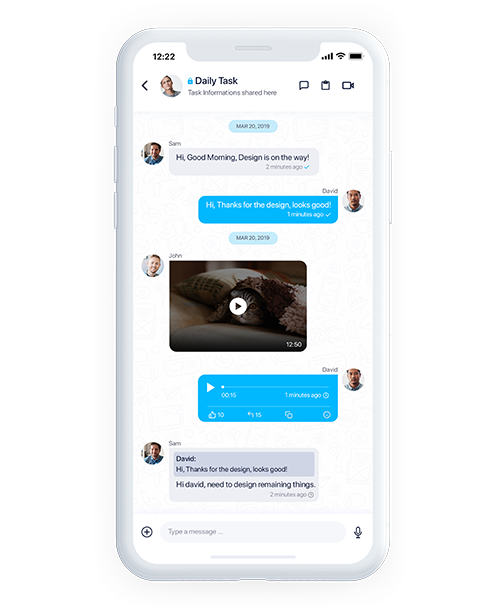 12:22
Daily Task
Task Informations shared here
MAR 20, 2019
Sam
Hi, Good Morning, Design is on the way!
2 minutes ago
David
Hi, Thanks for the design, looks good!
1 minutes ago
MAR 20, 2019
John
12:50
David
00:15 1 minutes ago
10 15
Sam
David:
Hi, Thanks for the design, looks good!
Hi david, need to design remaining things.
2 minutes ago
Type a message ...